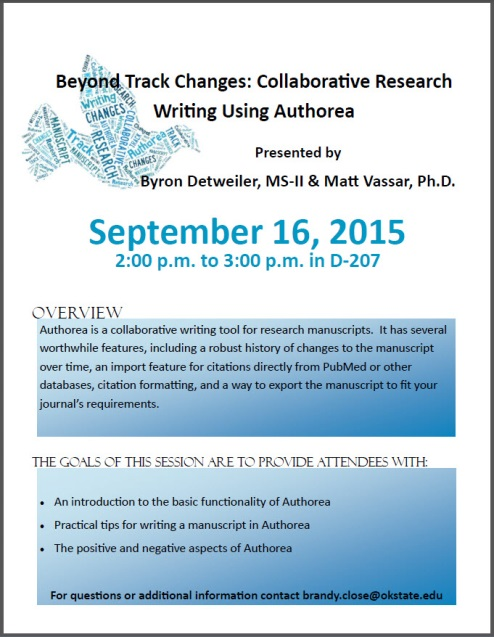 Beyond Track Changes: Collaborative Research
Writing Using Authorea
Writing
CHANGES
RESEARCH
COLLABORATIVE
MANUSCRIPT
Track
RESEARCH
Authorea
CHANGES
TRACK
MANUSCRIPT
Presented by
Byron Detweiler, MS-II & Matt Vassar, Ph.D.
September 16, 2015
2:00 p.m. to 3:00 p.m. in D-207
OVERVIEW
Authorea is a collaborative writing tool for research manuscripts. It has several
worthwhile features, including a robust history of changes to the manuscript
over time, an import feature for citations directly from PubMed or other
databases, citation formatting, and a way to export the manuscript to fit your
journal's requirements.
THE GOALS OF THIS SESSION ARE TO PROVIDE ATTENDEES WITH:
• An introduction to the basic functionality of Authorea
• Practical tips for writing a manuscript in Authorea
• The positive and negative aspects of Authorea
For questions or additional information contact brandy.close@okstate.edu